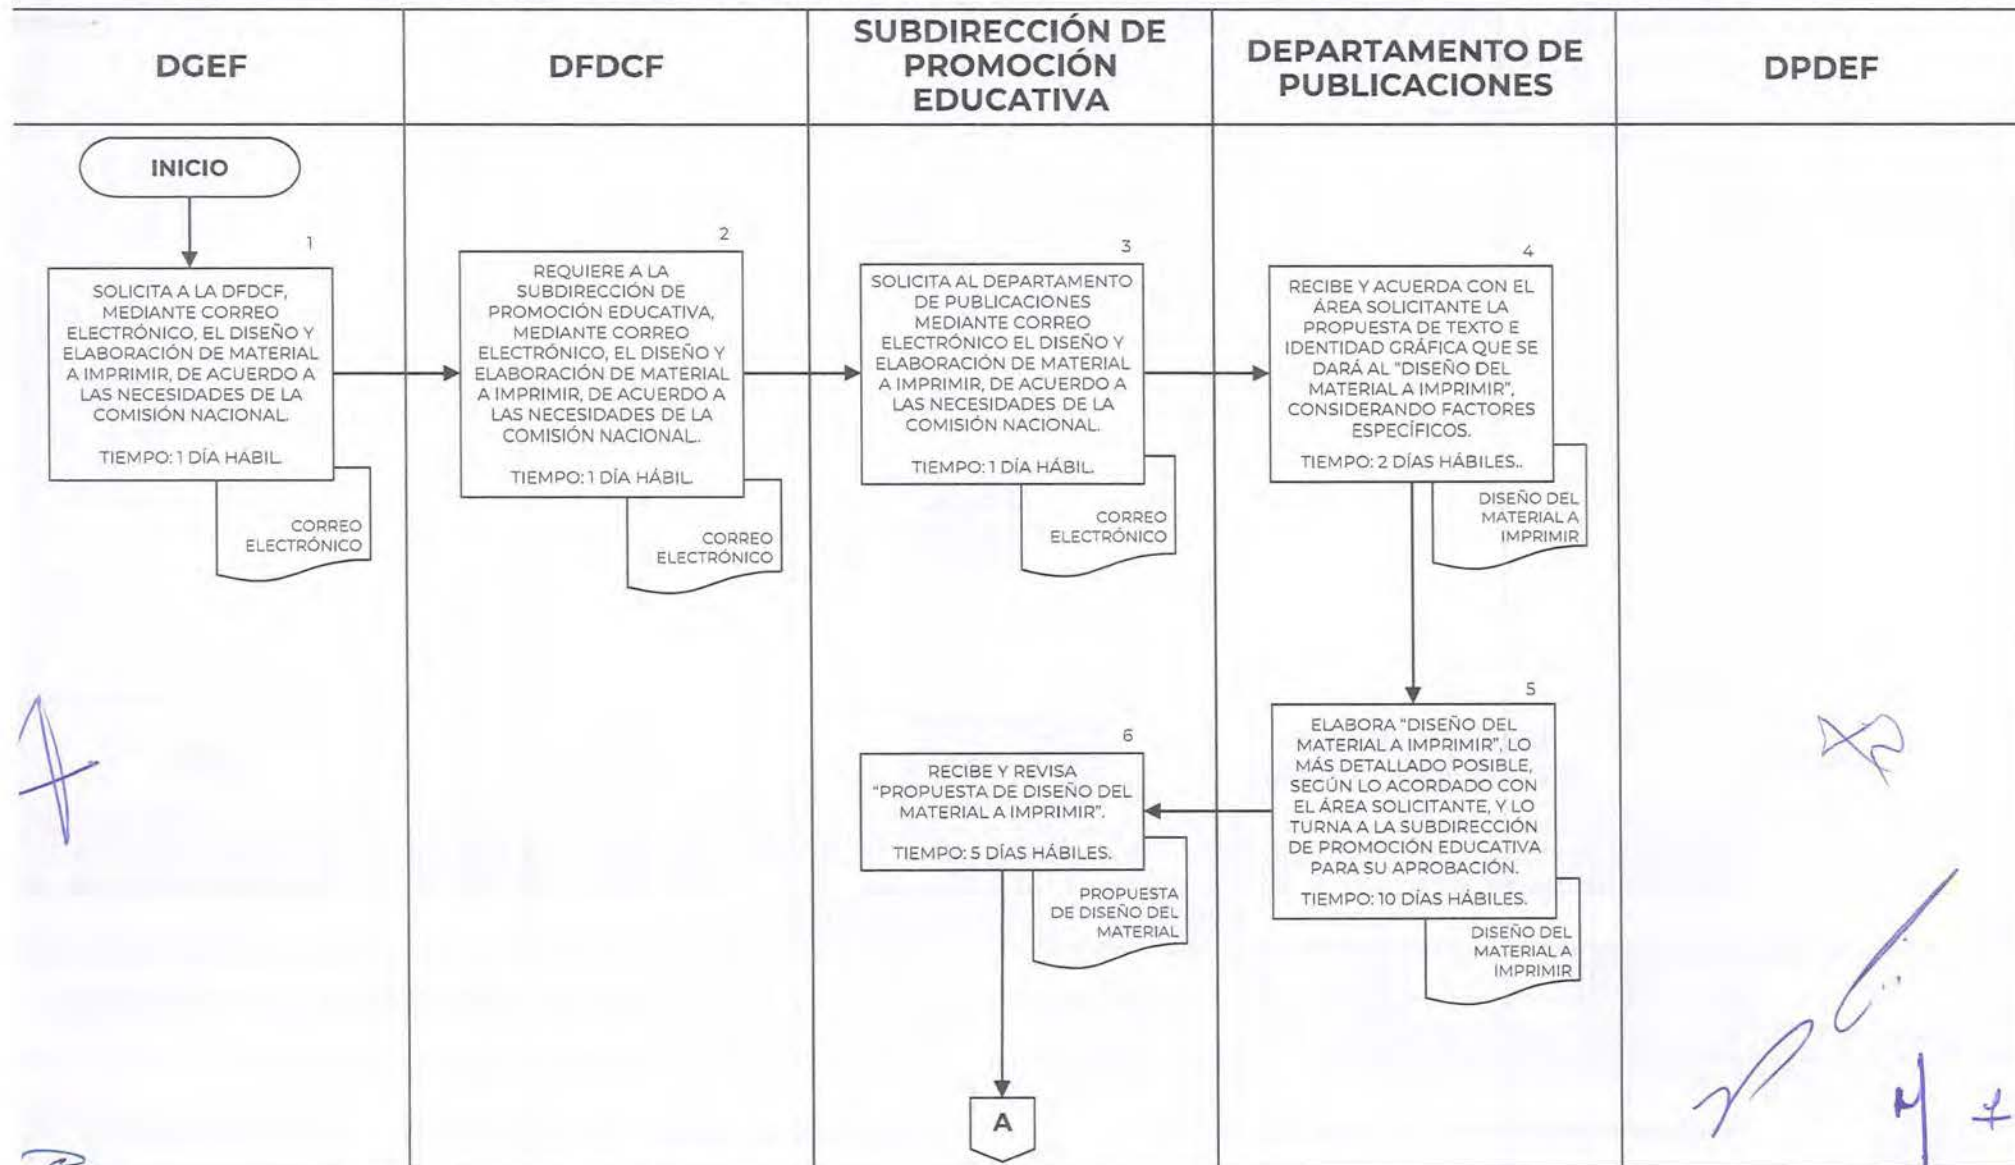 DGEF
DFDCF
SUBDIRECCIÓN DE
PROMOCIÓN
EDUCATIVA
DEPARTAMENTO DE
PUBLICACIONES
DPDEF
INICIO
1
SOLICITA A LA DFDCF,
MEDIANTE CORREO
ELECTRÓNICO, EL DISEÑO Y
ELABORACIÓN DE MATERIAL
A IMPRIMIR, DE ACUERDO A
LAS NECESIDADES DE LA
COMISIÓN NACIONAL.
TIEMPO: 1 DÍA HÁBIL.
CORREO
ELECTRÓNICO
2
REQUIERE A LA
SUBDIRECCIÓN DE
PROMOCIÓN EDUCATIVA,
MEDIANTE CORREO
ELECTRÓNICO, EL DISEÑO Y
ELABORACIÓN DE MATERIAL
A IMPRIMIR, DE ACUERDO A
LAS NECESIDADES DE LA
COMISIÓN NACIONAL..
TIEMPO: 1 DÍA HÁBIL.
CORREO
ELECTRÓNICO
3
SOLICITA AL DEPARTAMENTO
DE PUBLICACIONES
MEDIANTE CORREO
ELECTRÓNICO EL DISEÑO Y
ELABORACIÓN DE MATERIAL
A IMPRIMIR, DE ACUERDO A
LAS NECESIDADES DE LA
COMISIÓN NACIONAL.
TIEMPO: 1 DÍA HÁBIL.
CORREO
ELECTRÓNICO
4
RECIBE Y ACUERDA CON EL
ÁREA SOLICITANTE LA
PROPUESTA DE TEXTO E
IDENTIDAD GRÁFICA QUE SE
DARÁ AL "DISEÑO DEL
MATERIAL A IMPRIMIR",
CONSIDERANDO FACTORES
ESPECÍFICOS.
TIEMPO: 2 DÍAS HÁBILES..
DISEÑO DEL
MATERIAL A
IMPRIMIR
5
ELABORA "DISEÑO DEL
MATERIAL A IMPRIMIR", LO
MÁS DETALLADO POSIBLE,
SEGÚN LO ACORDADO CON
EL ÁREA SOLICITANTE, Y LO
TURNA A LA SUBDIRECCIÓN
DE PROMOCIÓN EDUCATIVA
PARA SU APROBACIÓN.
TIEMPO: 10 DÍAS HÁBILES.
DISEÑO DEL
MATERIAL A
IMPRIMIR
6
RECIBE Y REVISA
"PROPUESTA DE DISEÑO DEL
MATERIAL A IMPRIMIR".
TIEMPO: 5 DÍAS HÁBILES.
PROPUESTA
DE DISEÑO DEL
MATERIAL
A